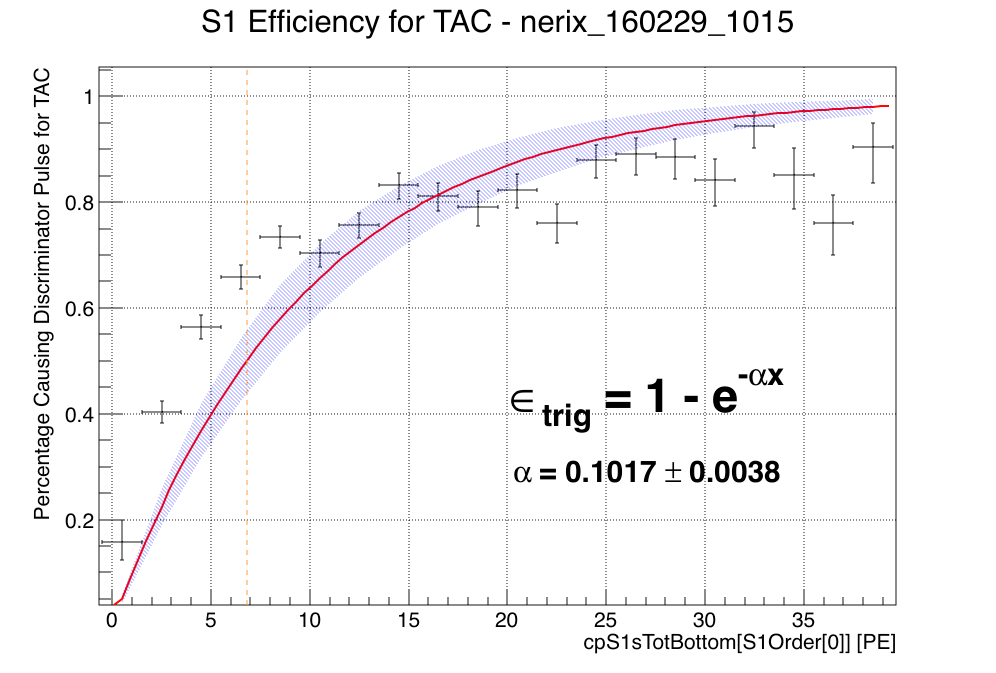 S1 Efficiency for TAC - nerix_160229_1015
Percentage Causing Discriminator Pulse for TAC
1
0.8
0.6
0.4
0.2
∈trig = 1 - e^-αx
α = 0.1017 ± 0.0038
0 5 10 15 20 25 30 35
cpS1sTotBottom[S1Order[0]] [PE]